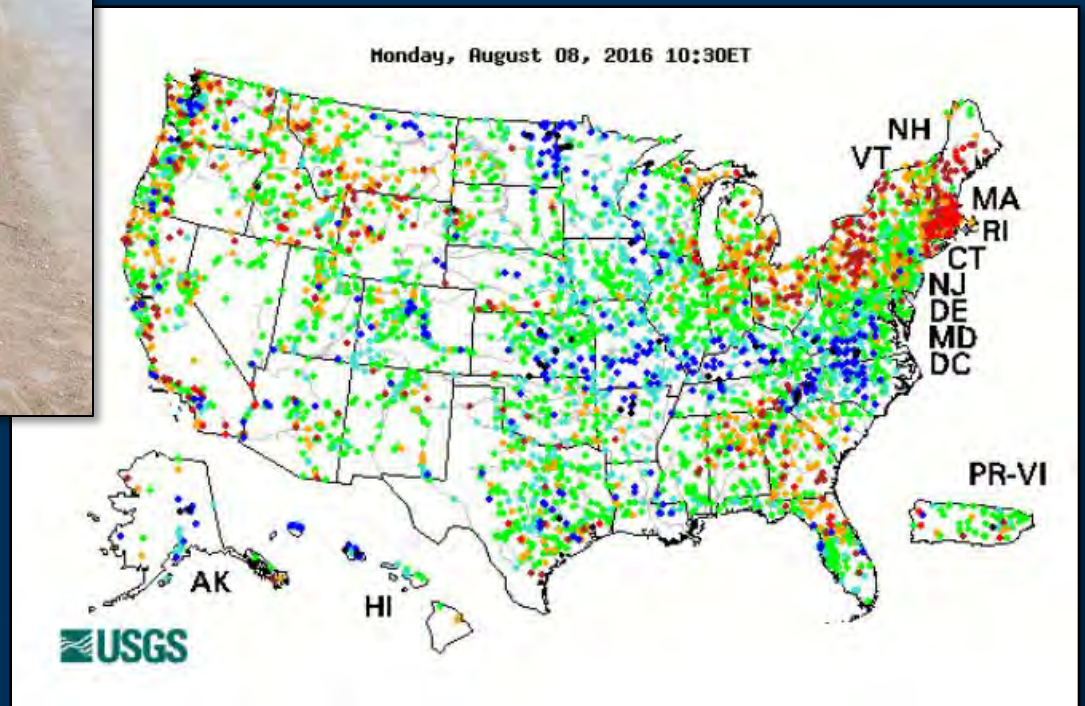 Monday, August 08, 2016 10:30ET
NH
VT
MA
RI
CT
NJ
DE
MD
DC
PR-VI
AK
HI
USGS